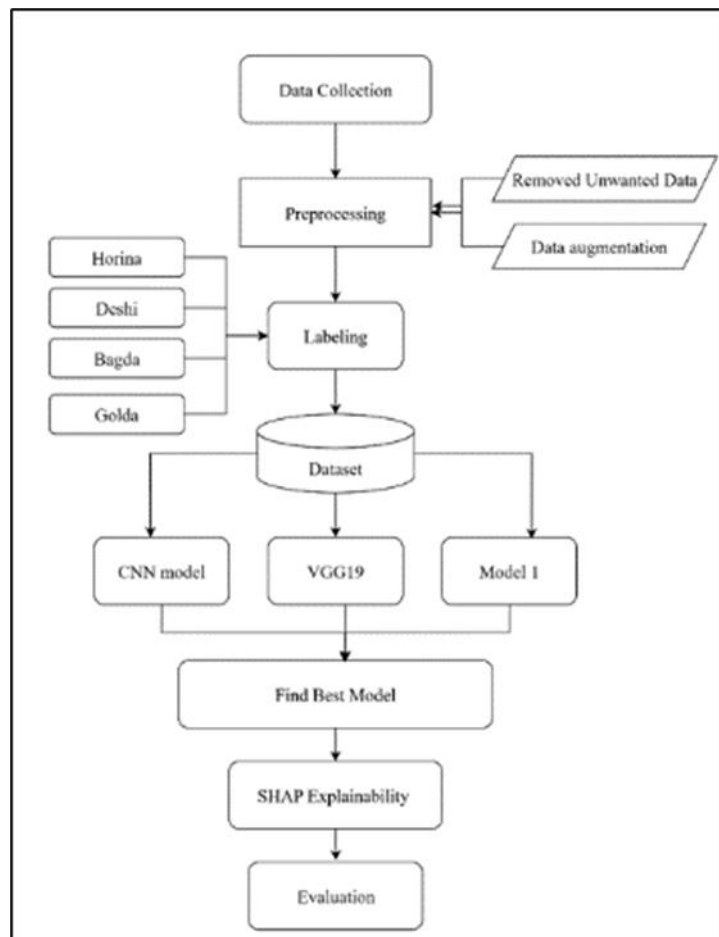 Data Collection
Removed Unwanted Data
Preprocessing
Data augmentation
Horina
Deshi
Labeling
Bagda
Golda
Dataset
CNN model
VGG19
Model 1
Find Best Model
SHAP Explainability
Evaluation